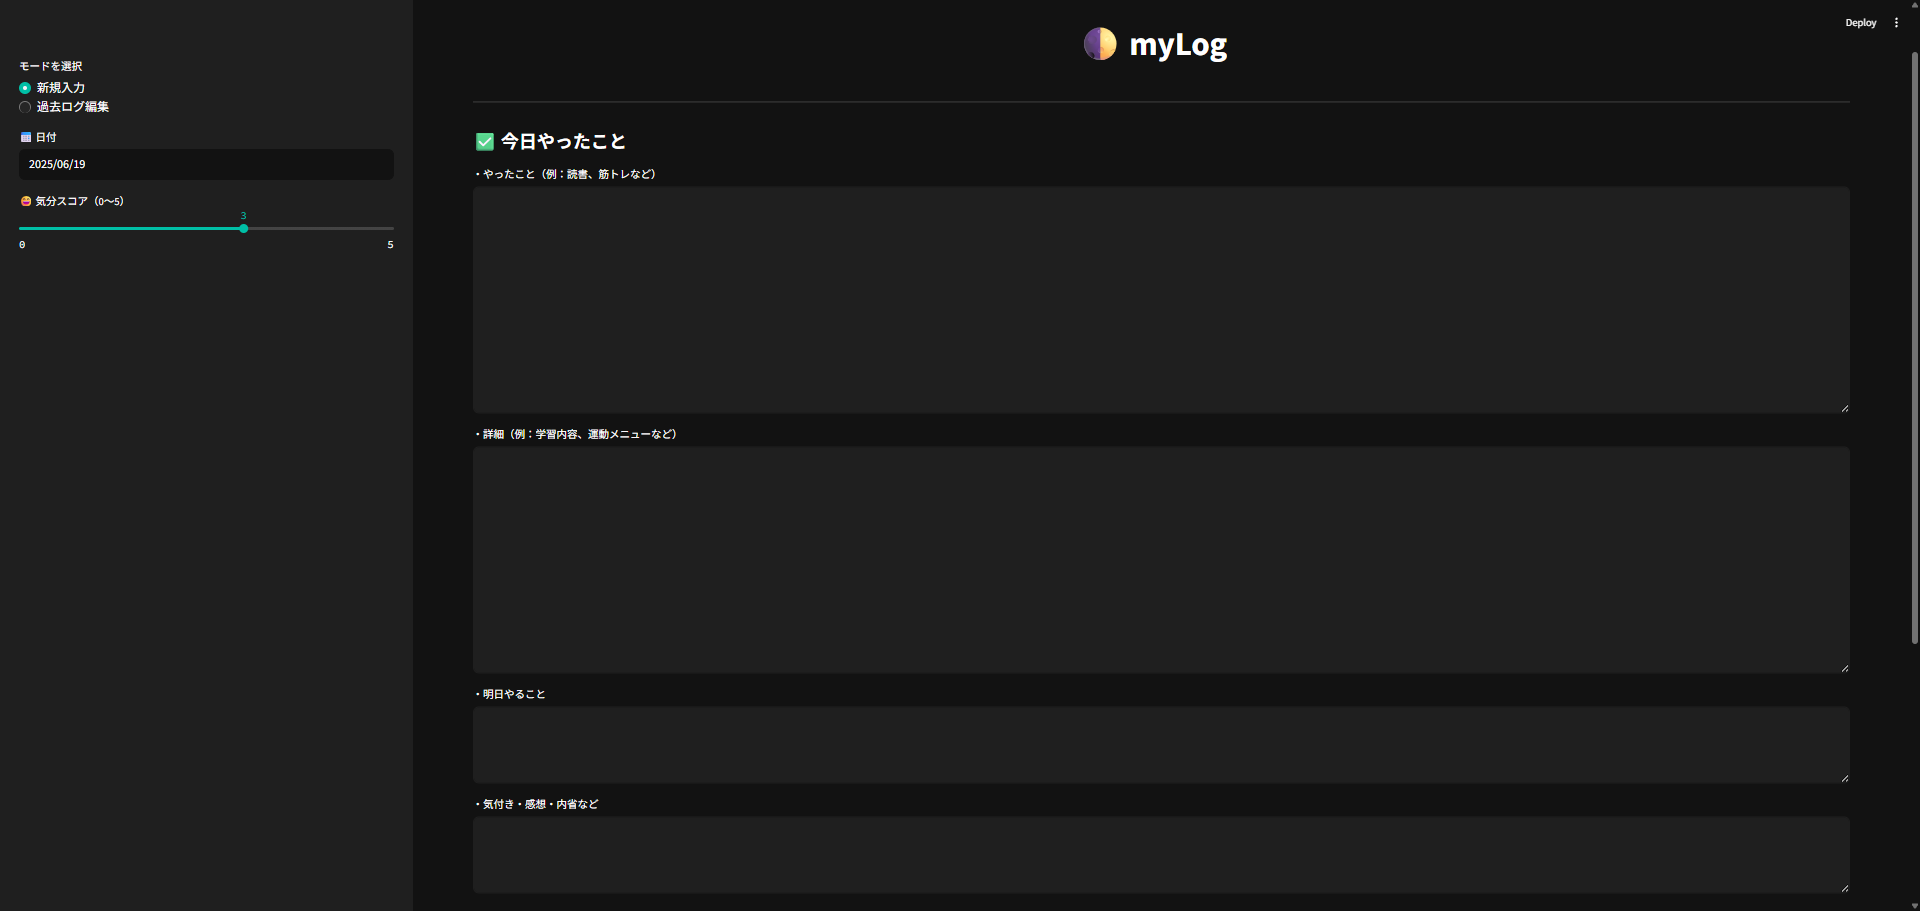 Deploy
モードを選択
新規入力
過去ログ編集
日付
2025/06/19
気分スコア（0〜5）
3
0
5
myLog
今日やったこと
・やったこと（例：読書、筋トレなど）
・詳細（例：学習内容、運動メニューなど）
・明日やること
・気付き・感想・内省など